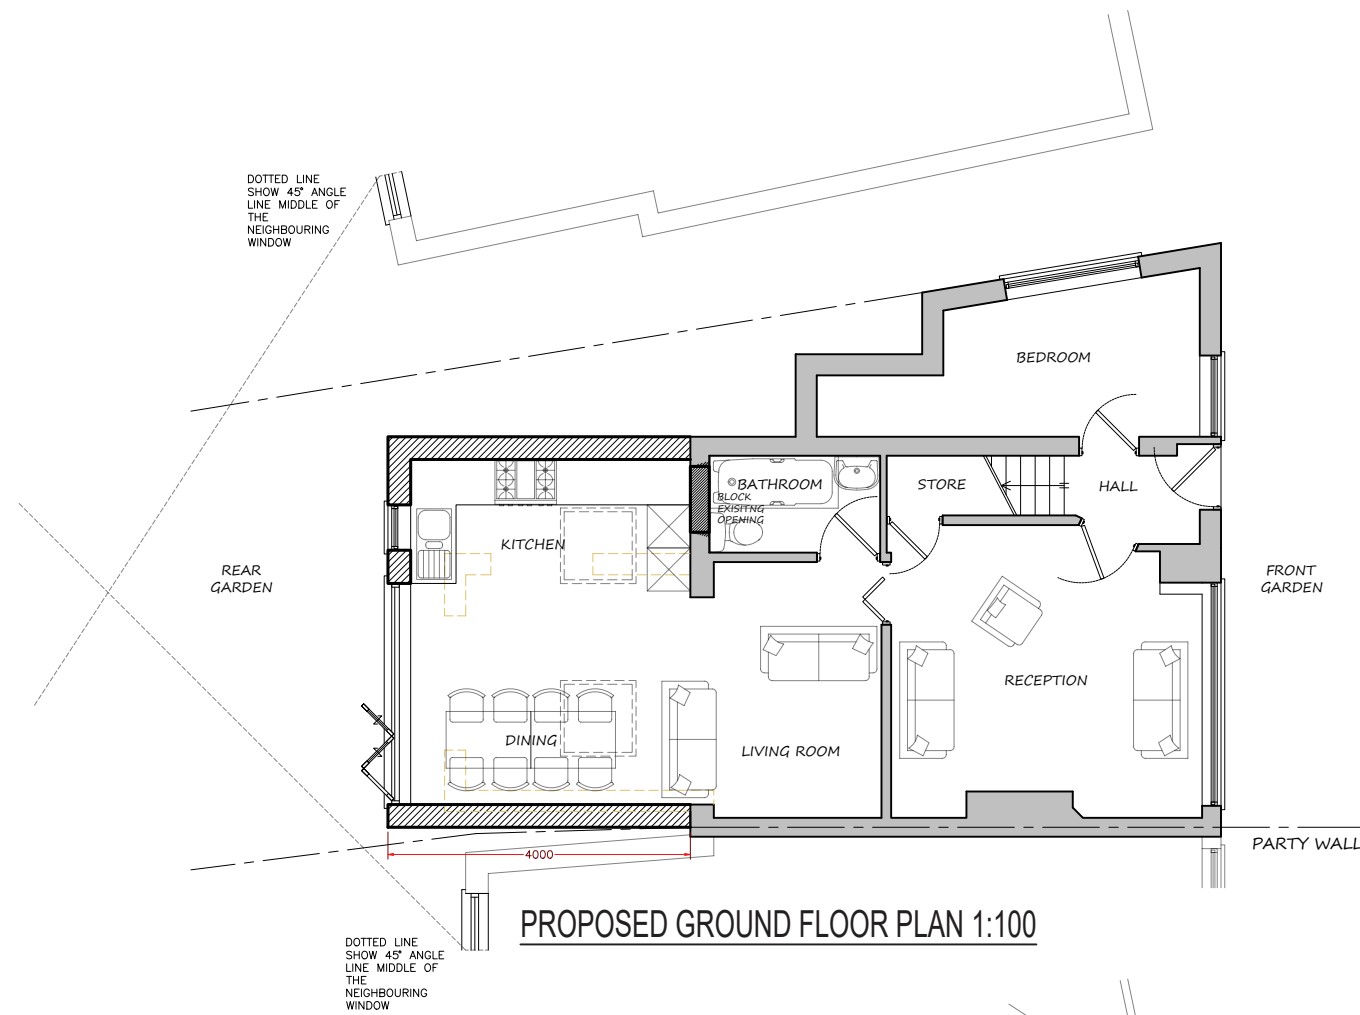 DOTTED LINE
SHOW 45° ANGLE
LINE MIDDLE OF
THE
NEIGHBOURING
WINDOW
BEDROOM
BATHROOM
BLOCK
EXISITNG
OPENING
STORE
HALL
KITCHEN
REAR
GARDEN
FRONT
GARDEN
RECEPTION
DINING
LIVING ROOM
4000
PARTY WALL
PROPOSED GROUND FLOOR PLAN 1:100
DOTTED LINE
SHOW 45° ANGLE
LINE MIDDLE OF
THE
NEIGHBOURING
WINDOW